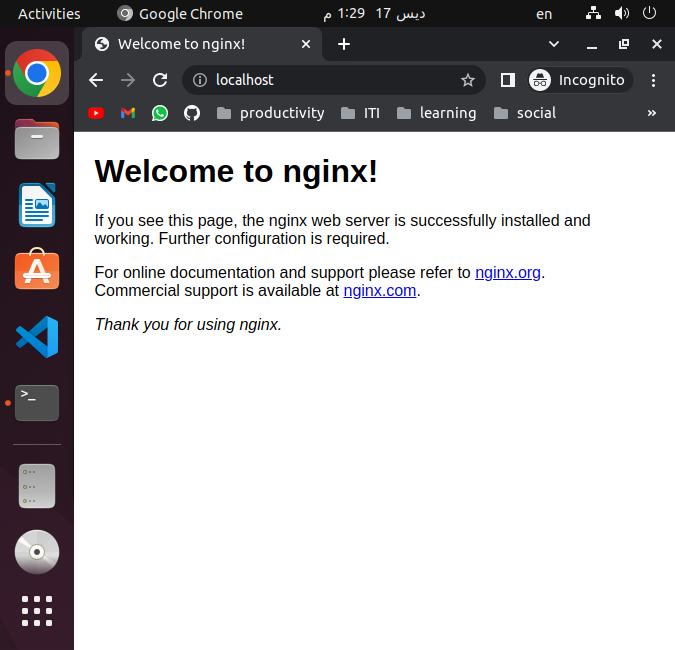 Activities
Google Chrome
ديس 17 1:29 م
en
Welcome to nginx!
localhost
Incognito
productivity
ITI
learning
social
»
Welcome to nginx!
If you see this page, the nginx web server is successfully installed and
working. Further configuration is required.
For online documentation and support please refer to nginx.org.
Commercial support is available at nginx.com.
Thank you for using nginx.
>_